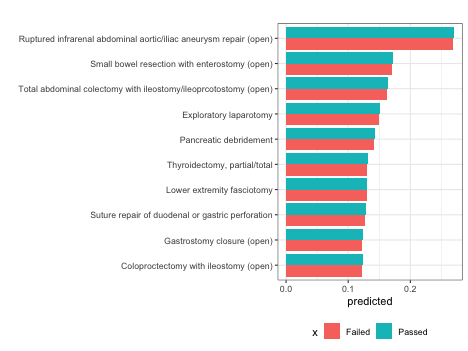 Ruptured infrarenal abdominal aortic/iliac aneurysm repair (open)
Small bowel resection with enterostomy (open)
Total abdominal colectomy with ileostomy/ileoprotostomy (open)
Exploratory laparotomy
Pancreatic debridement
Thyroidectomy, partial/total
Lower extremity fasciotomy
Suture repair of duodenal or gastric perforation
Gastrostomy closure (open)
Coloproctectomy with ileostomy (open)
0.0 0.1 0.2
predicted
x Failed Passed